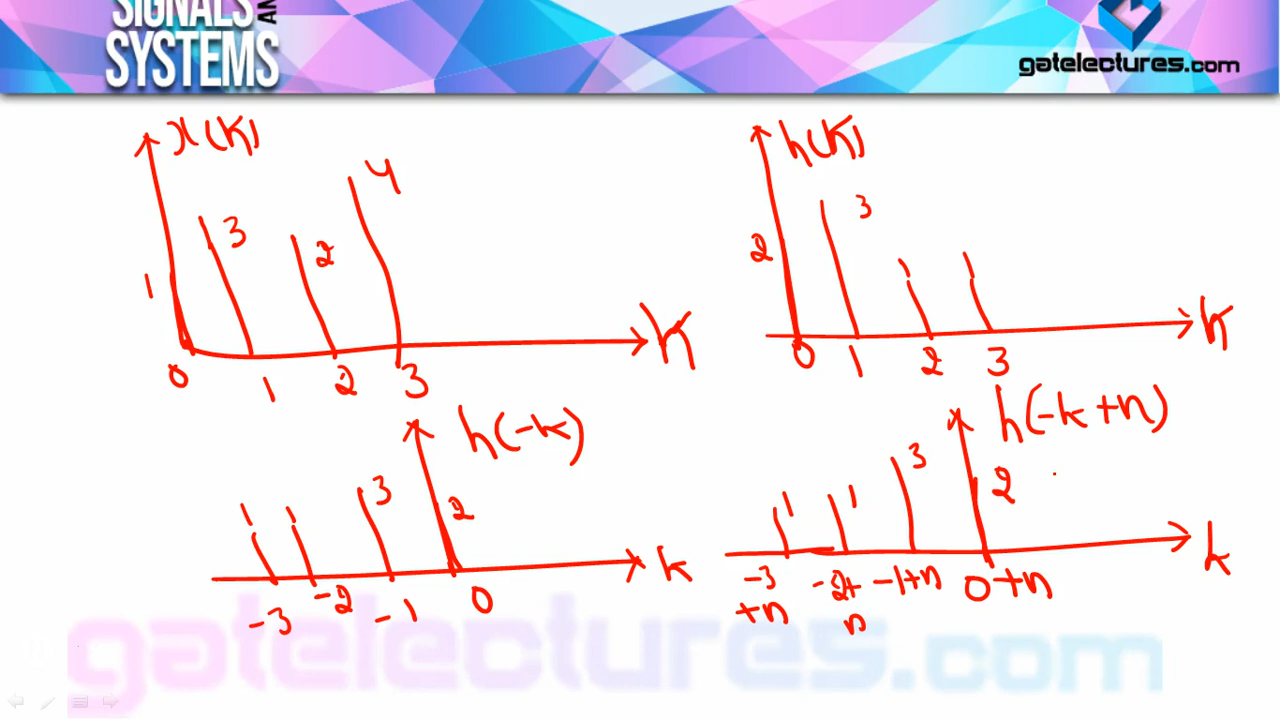 SIGNALS AND
SYSTEMS
gatelectures.com
x(k)
1 3 2 4
0 1 2 3 k
h(k)
2 3 1 1
0 1 2 3 k
h(-k)
1 1 3 2
-3 -2 -1 0 k
h(-k+n)
1 1 3 2
-3+n -2+n -1+n 0+n k
gatelectures.com